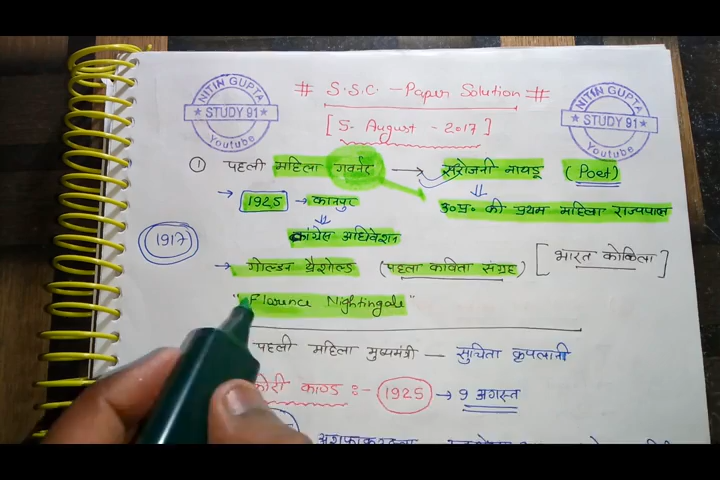 NITIN GUPTA
★ STUDY 91 ★
Youtube
# S.S.C. - Paper Solution #
NITIN GUPTA
★ STUDY 91 ★
Youtube
[5 - August - 2017]
① पहली महिला गवर्नर → सरोजनी नायडू (Poet)
→ 1925 → कानपुर
⇓
उ०प्र० की प्रथम महिला राज्यपाल
1917
कांग्रेस अधिवेशन
→ गोल्डन थ्रैसोल्ड (पहला कविता संग्रह) [भारत कोकिला]
"Florence Nightingale"
पहली महिला मुख्यमंत्री — सुचिता कृपलानी
काण्ड :- 1925 → 9 अगस्त